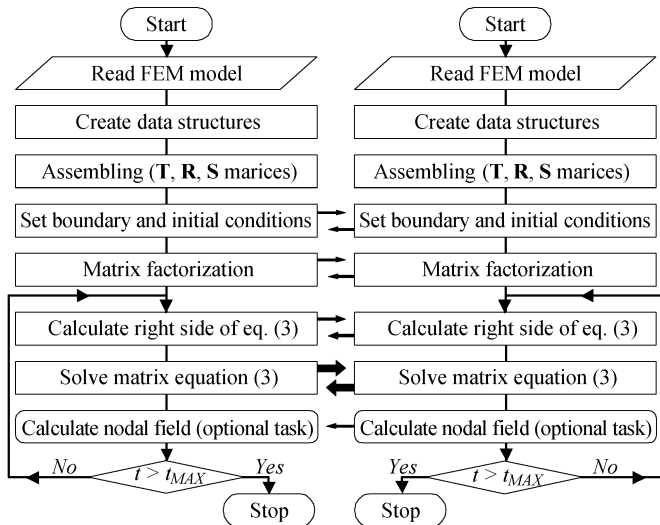 Start
Read FEM model
Create data structures
Assembling (T, R, S marices)
Set boundary and initial conditions
Matrix factorization
Calculate right side of eq. (3)
Solve matrix equation (3)
Calculate nodal field (optional task)
No
t > tMAX
Yes
Stop
Start
Read FEM model
Create data structures
Assembling (T, R, S marices)
Set boundary and initial conditions
Matrix factorization
Calculate right side of eq. (3)
Solve matrix equation (3)
Calculate nodal field (optional task)
Yes
t > tMAX
No
Stop